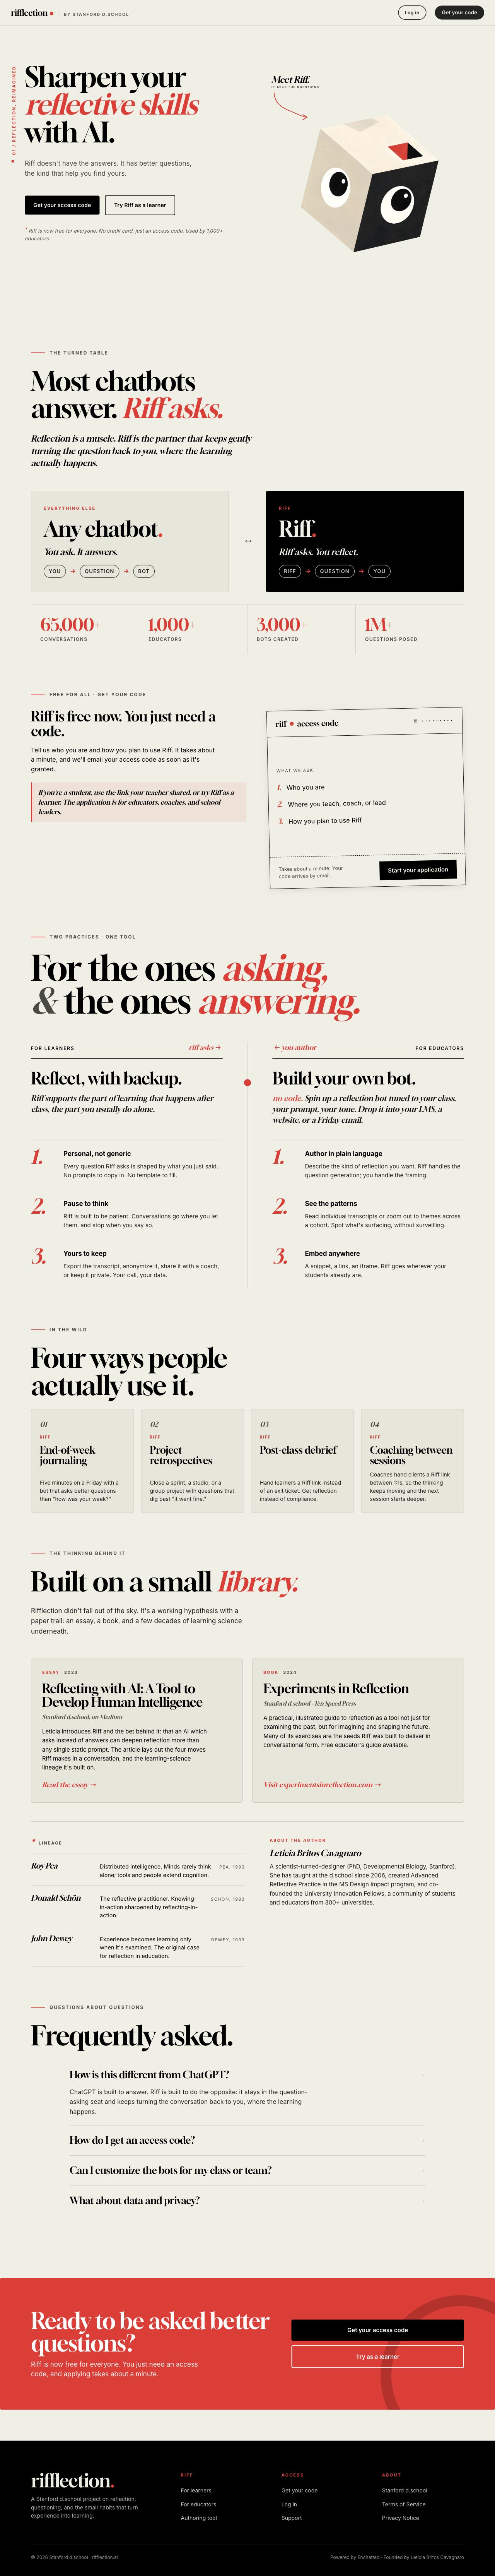 rifflection
BY STANFORD D.SCHOOL
Log in
Get your code
01 / REFLECTION, REIMAGINED
Sharpen your
reflective skills
with AI.
Riff doesn't have the answers. It has better questions,
the kind that help you find yours.
Get your access code
Try Riff as a learner
* Riff is now free for everyone. No credit card, just an access code. Used by 1,000+
educators.
Meet Riff.
IT ASKS THE QUESTIONS
THE TURNED TABLE
Most chatbots
answer. Riff asks.
Reflection is a muscle. Riff is the partner that keeps gently
turning the question back to you, where the learning
actually happens.
EVERYTHING ELSE
Any chatbot.
You ask. It answers.
YOU → QUESTION → BOT
↔
RIFF
Riff.
Riff asks. You reflect.
RIFF → QUESTION → YOU
65,000+
CONVERSATIONS
1,000+
EDUCATORS
3,000+
BOTS CREATED
1M+
QUESTIONS POSED
FREE FOR ALL · GET YOUR CODE
Riff is free now. You just need a
code.
Tell us who you are and how you plan to use Riff. It takes about
a minute, and we'll email your access code as soon as it's
granted.
If you're a student, use the link your teacher shared, or try Riff as a
learner. The application is for educators, coaches, and school
leaders.
riff access code
WHAT WE ASK
1. Who you are
2. Where you teach, coach, or lead
3. How you plan to use Riff
Takes about a minute. Your
code arrives by email.
Start your application
TWO PRACTICES · ONE TOOL
For the ones asking,
& the ones answering.
FOR LEARNERS
riff asks →
Reflect, with backup.
Riff supports the part of learning that happens after
class, the part you usually do alone.
1.
Personal, not generic
Every question Riff asks is shaped by what you just said.
No prompts to copy in. No template to fill.
2.
Pause to think
Riff is built to be patient. Conversations go where you let
them, and stop when you say so.
3.
Yours to keep
Export the transcript, anonymize it, share it with a coach,
or keep it private. Your call, your data.
← you author
FOR EDUCATORS
Build your own bot.
no code. Spin up a reflection bot tuned to your class,
your prompt, your tone. Drop it into your LMS, a
website, or a Friday email.
1.
Author in plain language
Describe the kind of reflection you want. Riff handles the
question generation; you handle the framing.
2.
See the patterns
Read individual transcripts or zoom out to themes across
a cohort. Spot what's surfacing, without surveilling.
3.
Embed anywhere
A snippet, a link, an iframe. Riff goes wherever your
students already are.
IN THE WILD
Four ways people
actually use it.
01
RIFF
End-of-week
journaling
Five minutes on a Friday with a
bot that asks better questions
than "how was your week?"
02
RIFF
Project
retrospectives
Close a sprint, a studio, or a
group project with questions that
dig past "it went fine."
03
RIFF
Post-class debrief
Hand learners a Riff link instead
of an exit ticket. Get reflection
instead of compliance.
04
RIFF
Coaching between
sessions
Coaches hand clients a Riff link
between 1:1s, so the thinking
keeps moving and the next
session starts deeper.
THE THINKING BEHIND IT
Built on a small library.
Rifflection didn't fall out of the sky. It's a working hypothesis with a
paper trail: an essay, a book, and a few decades of learning science
underneath.
ESSAY 2023
Reflecting with AI: A Tool to
Develop Human Intelligence
Stanford d.school, on Medium
Leticia introduces Riff and the bet behind it: that an AI which
asks instead of answers can deepen reflection more than
any single static prompt. The article lays out the four moves
Riff makes in a conversation, and the learning-science
lineage it's built on.
Read the essay →
BOOK 2024
Experiments in Reflection
Stanford d.school · Ten Speed Press
A practical, illustrated guide to reflection as a tool not just for
examining the past, but for imagining and shaping the future.
Many of its exercises are the seeds Riff was built to deliver in
conversational form. Free educator's guide available.
Visit experimentsinreflection.com →
* LINEAGE
Roy Pea
Distributed intelligence. Minds rarely think
alone; tools and people extend cognition.
PEA, 1993
Donald Schön
The reflective practitioner. Knowing-
in-action sharpened by reflecting-in-
action.
SCHÖN, 1983
John Dewey
Experience becomes learning only
when it's examined. The original case
for reflection in education.
DEWEY, 1933
ABOUT THE AUTHOR
Leticia Britos Cavagnaro
A scientist-turned-designer (PhD, Developmental Biology, Stanford).
She has taught at the d.school since 2006, created Advanced
Reflective Practice in the MS Design Impact program, and co-
founded the University Innovation Fellows, a community of students
and educators from 300+ universities.
QUESTIONS ABOUT QUESTIONS
Frequently asked.
How is this different from ChatGPT?
ChatGPT is built to answer. Riff is built to do the opposite: it stays in the question-
asking seat and keeps turning the conversation back to you, where the learning
happens.
How do I get an access code?
Can I customize the bots for my class or team?
What about data and privacy?
Ready to be asked better
questions?
Riff is now free for everyone. You just need an access
code, and applying takes about a minute.
Get your access code
Try as a learner
rifflection.
A Stanford d.school project on reflection,
questioning, and the small habits that turn
experience into learning.
RIFF
For learners
For educators
Authoring tool
ACCESS
Get your code
Log in
Support
ABOUT
Stanford d.school
Terms of Service
Privacy Notice
© 2026 Stanford d.school · rifflection.ai
Powered by Enchatted · Founded by Leticia Britos Cavagnaro